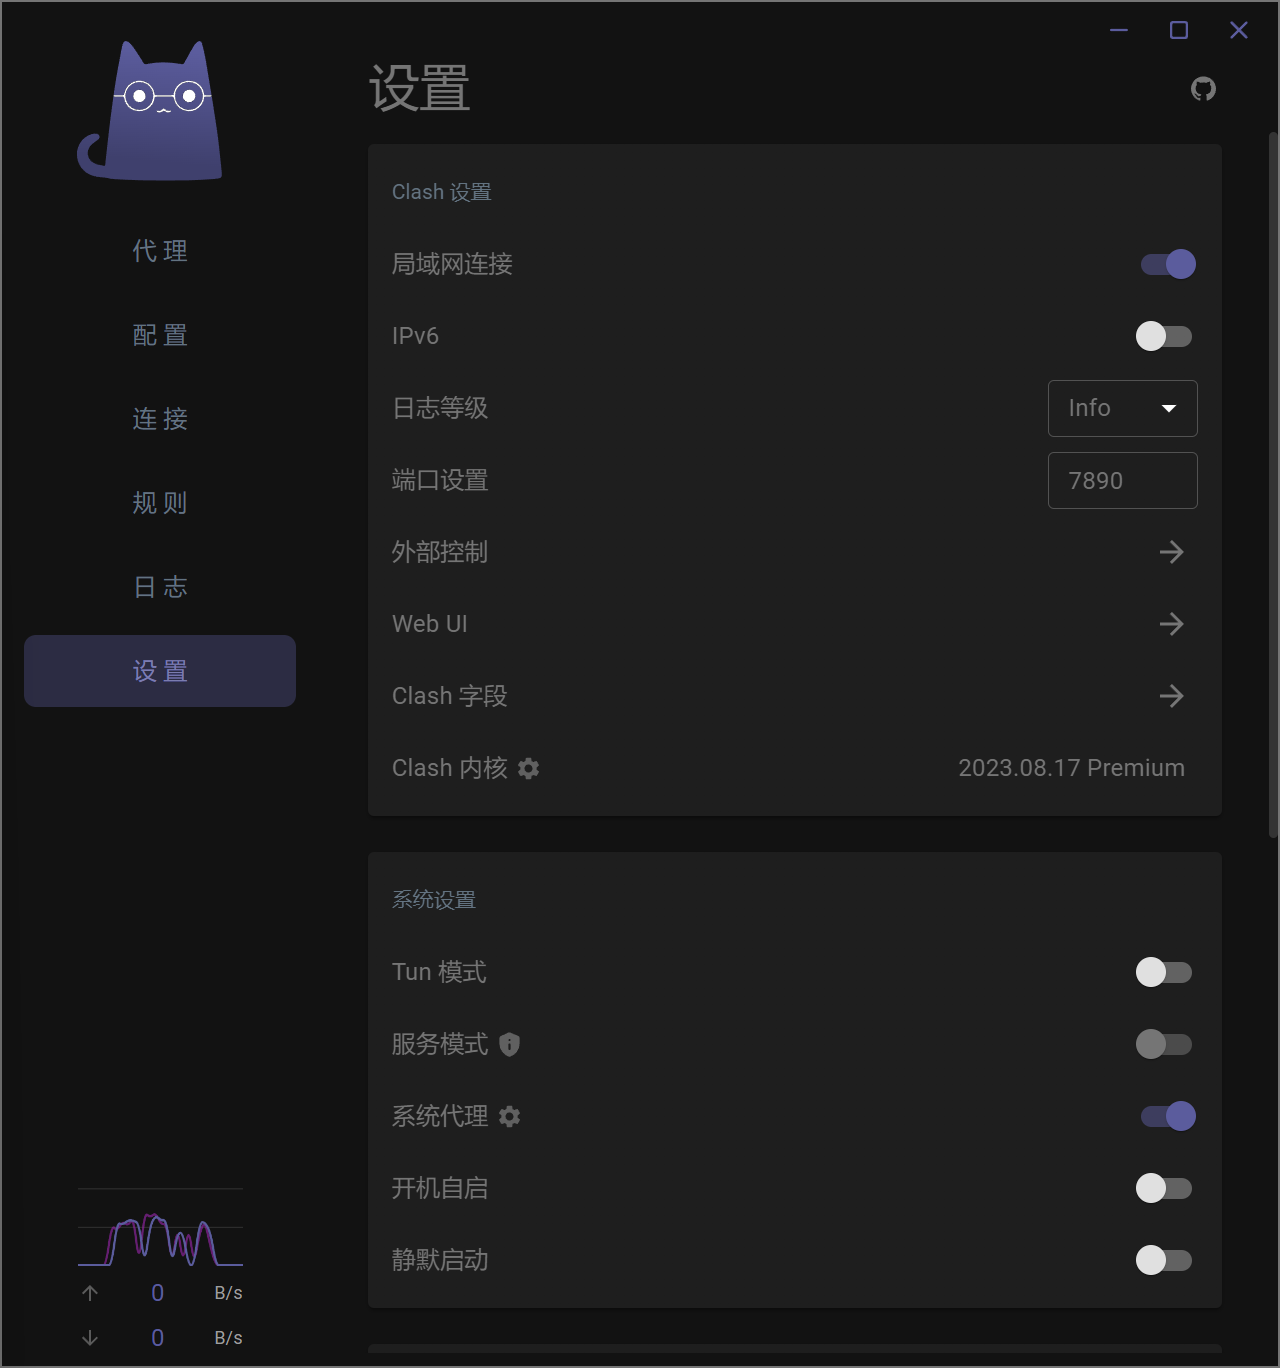 设置
代理
配置
连接
规则
日志
设置
↑ 0 B/s
↓ 0 B/s
Clash 设置
局域网连接
IPv6
日志等级 Info
端口设置 7890
外部控制
Web UI
Clash 字段
Clash 内核 2023.08.17 Premium
系统设置
Tun 模式
服务模式
系统代理
开机自启
静默启动